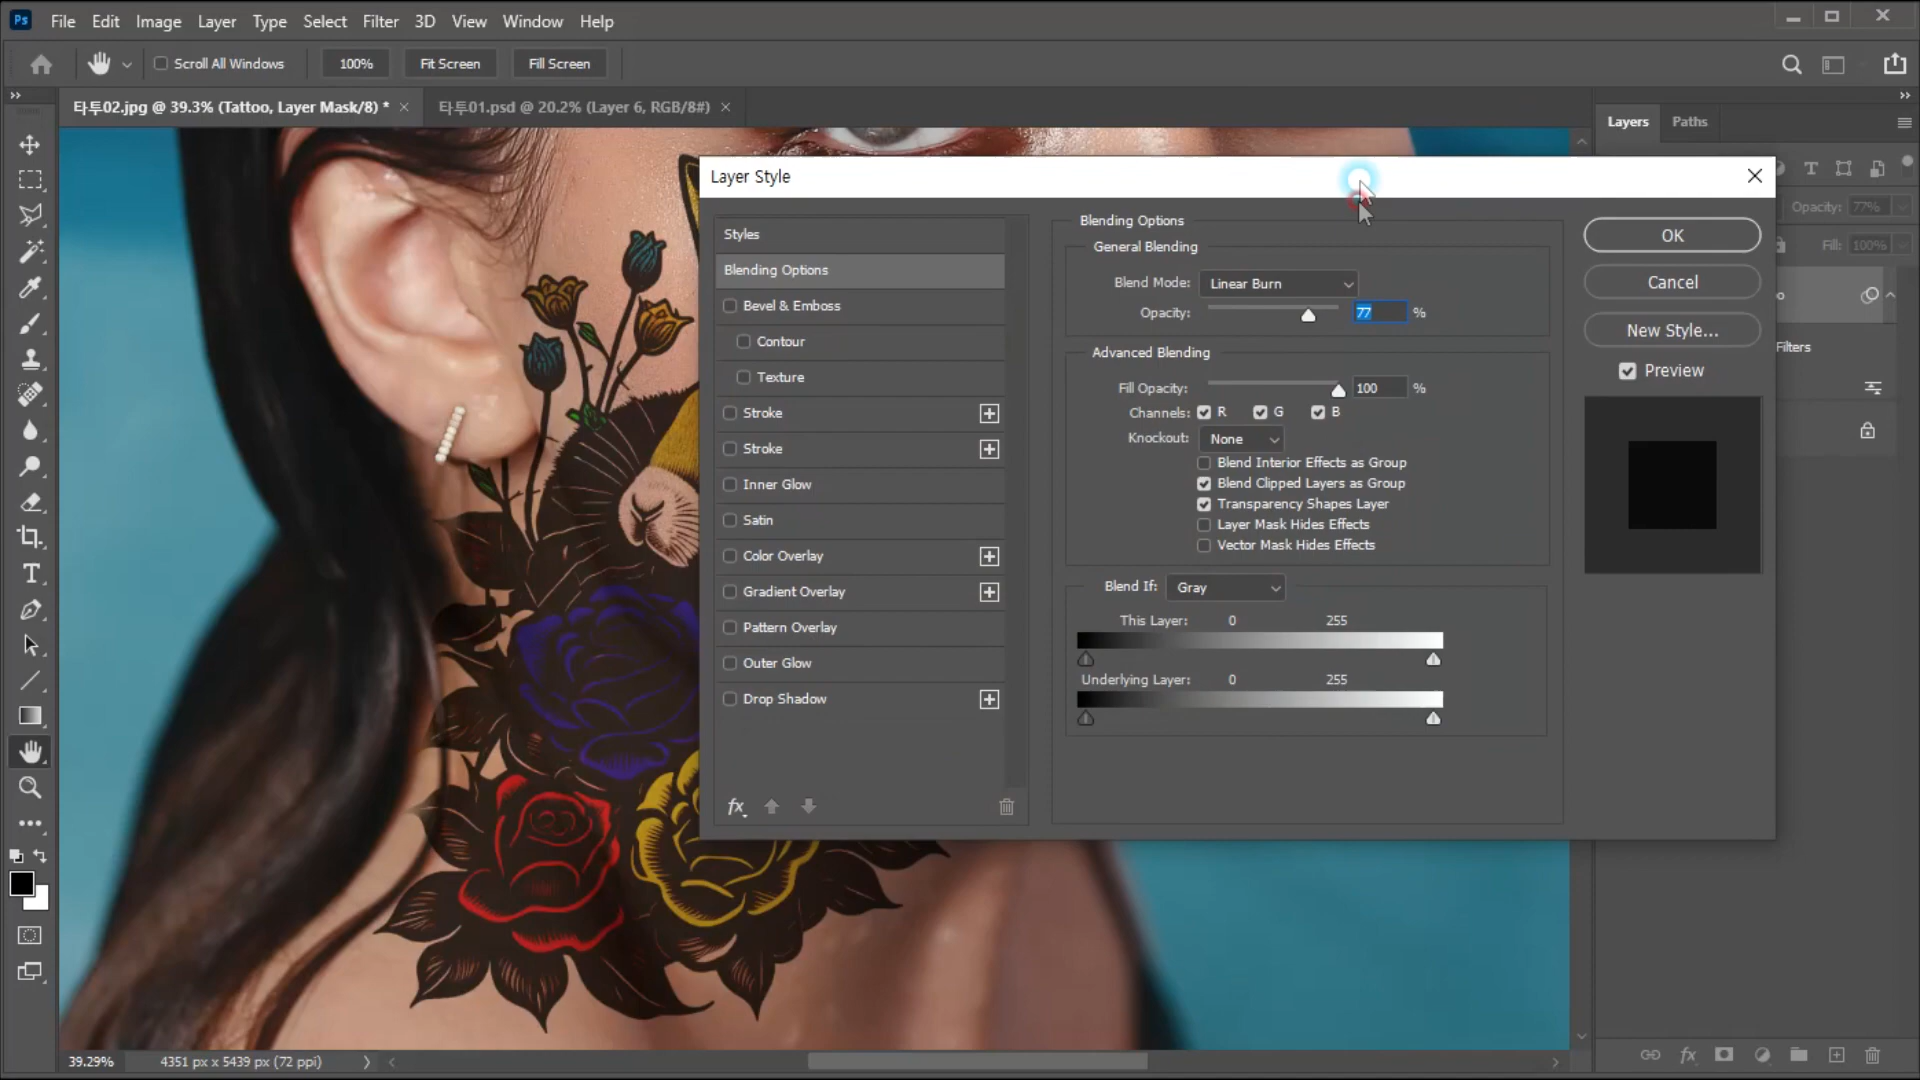 Ps File Edit Image Layer Type Select Filter 3D View Window Help
Scroll All Windows 100% Fit Screen Fill Screen
타투02.jpg @ 39.3% (Tattoo, Layer Mask/8) * × 타투01.psd @ 20.2% (Layer 6, RGB/8#) ×
Layers Paths
Layer Style
Opacity: 77%
Fill: 100%
o
Filters
Styles
Blending Options
Bevel & Emboss
Contour
Texture
Stroke
Stroke
Inner Glow
Satin
Color Overlay
Gradient Overlay
Pattern Overlay
Outer Glow
Drop Shadow
fx
Blending Options
General Blending
Blend Mode: Linear Burn
Opacity: 77 %
Advanced Blending
Fill Opacity: 100 %
Channels: R G B
Knockout: None
Blend Interior Effects as Group
Blend Clipped Layers as Group
Transparency Shapes Layer
Layer Mask Hides Effects
Vector Mask Hides Effects
Blend If: Gray
This Layer: 0 255
Underlying Layer: 0 255
OK
Cancel
New Style...
Preview
39.29% 4351 px x 5439 px (72 ppi)
fx